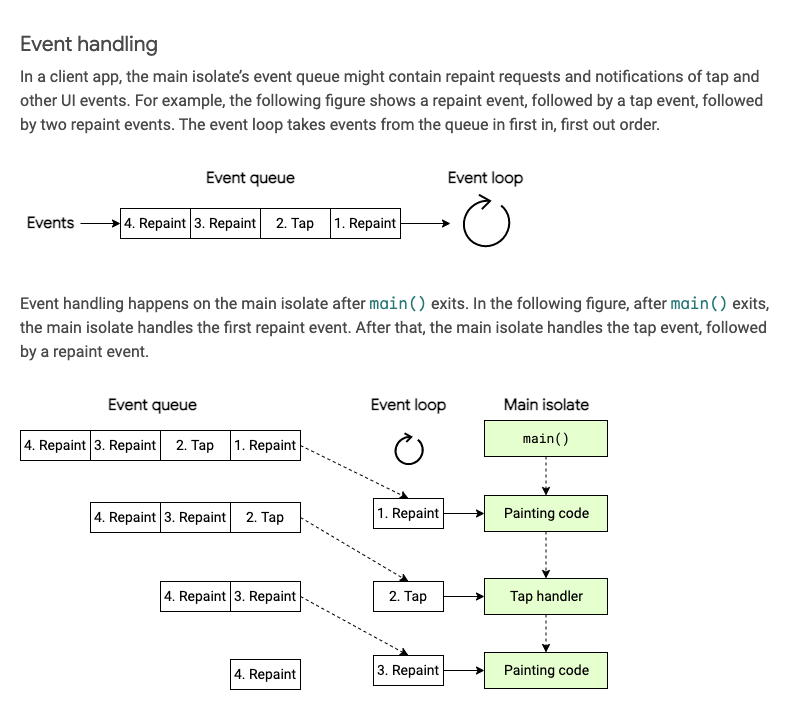 Event handling
In a client app, the main isolate’s event queue might contain repaint requests and notifications of tap and
other UI events. For example, the following figure shows a repaint event, followed by a tap event, followed
by two repaint events. The event loop takes events from the queue in first in, first out order.
Event queue Event loop
Events 4. Repaint 3. Repaint 2. Tap 1. Repaint
Event handling happens on the main isolate after main() exits. In the following figure, after main() exits,
the main isolate handles the first repaint event. After that, the main isolate handles the tap event, followed
by a repaint event.
Event queue Event loop Main isolate
4. Repaint 3. Repaint 2. Tap 1. Repaint main()
4. Repaint 3. Repaint 2. Tap 1. Repaint Painting code
4. Repaint 3. Repaint 2. Tap Tap handler
4. Repaint 3. Repaint Painting code